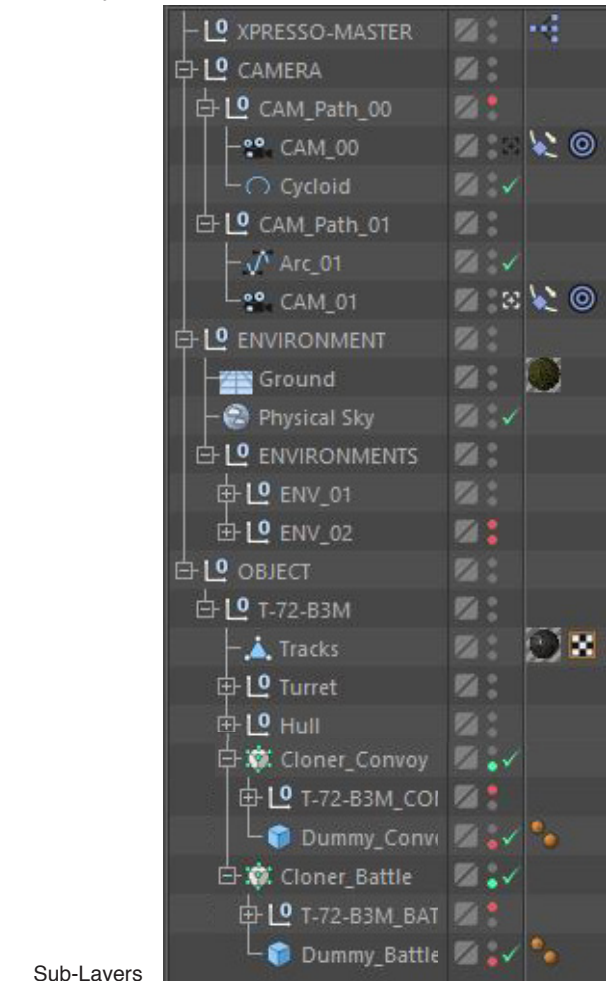 XPRESSO-MASTER
CAMERA
CAM_Path_00
CAM_00
Cycloid
CAM_Path_01
Arc_01
CAM_01
ENVIRONMENT
Ground
Physical Sky
ENVIRONMENTS
ENV_01
ENV_02
OBJECT
T-72-B3M
Tracks
Turret
Hull
Cloner_Convoy
T-72-B3M_COI
Dummy_Conv
Cloner_Battle
T-72-B3M_BAT
Dummy_Battle
Sub-Layers